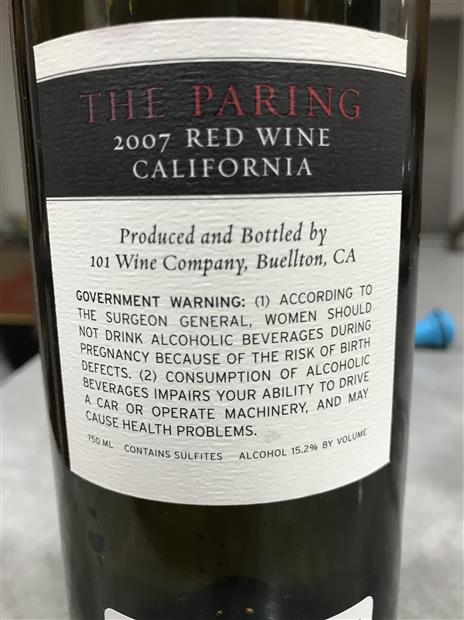 THE PARING
2007 RED WINE
CALIFORNIA
Produced and Bottled by
101 Wine Company, Buellton, CA
GOVERNMENT WARNING: (1) ACCORDING TO
THE SURGEON GENERAL, WOMEN SHOULD
NOT DRINK ALCOHOLIC BEVERAGES DURING
PREGNANCY BECAUSE OF THE RISK OF BIRTH
DEFECTS. (2) CONSUMPTION OF ALCOHOLIC
BEVERAGES IMPAIRS YOUR ABILITY TO DRIVE
A CAR OR OPERATE MACHINERY, AND MAY
CAUSE HEALTH PROBLEMS.
750 ML CONTAINS SULFITES ALCOHOL 15.2% BY VOLUME